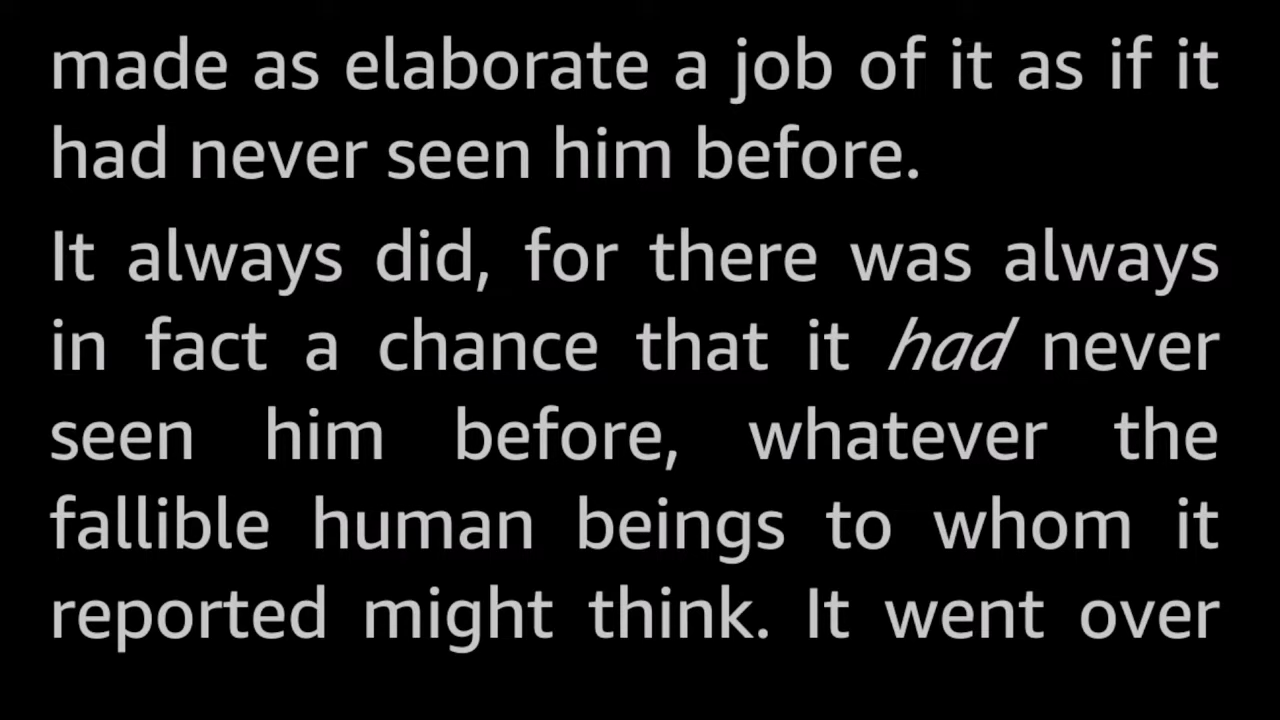 made as elaborate a job of it as if it
had never seen him before.
It always did, for there was always
in fact a chance that it had never
seen him before, whatever the
fallible human beings to whom it
reported might think. It went over